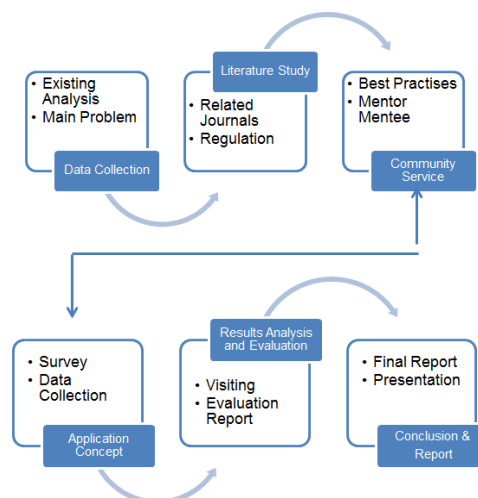 • Existing
Analysis
• Main Problem
Data Collection
Literature Study
• Related
Journals
• Regulation
• Best Practises
• Mentor
Mentee
Community
Service
• Survey
• Data
Collection
Application
Concept
Results Analysis
and Evaluation
• Visiting
• Evaluation
Report
• Final Report
• Presentation
Conclusion &
Report